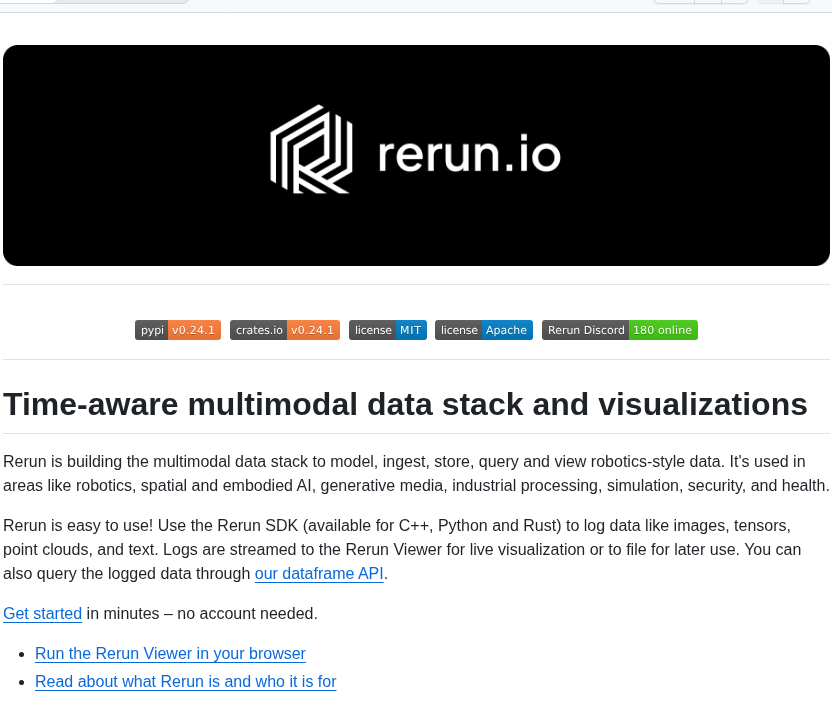 rerun.io
pypi v0.24.1 crates.io v0.24.1 license MIT license Apache Rerun Discord 180 online
Time-aware multimodal data stack and visualizations
Rerun is building the multimodal data stack to model, ingest, store, query and view robotics-style data. It's used in
areas like robotics, spatial and embodied AI, generative media, industrial processing, simulation, security, and health.
Rerun is easy to use! Use the Rerun SDK (available for C++, Python and Rust) to log data like images, tensors,
point clouds, and text. Logs are streamed to the Rerun Viewer for live visualization or to file for later use. You can
also query the logged data through our dataframe API.
Get started in minutes – no account needed.
Run the Rerun Viewer in your browser
Read about what Rerun is and who it is for